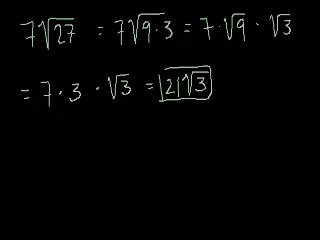 7√27 = 7√9·3 = 7·√9 · √3
= 7·3 · √3 = 21√3